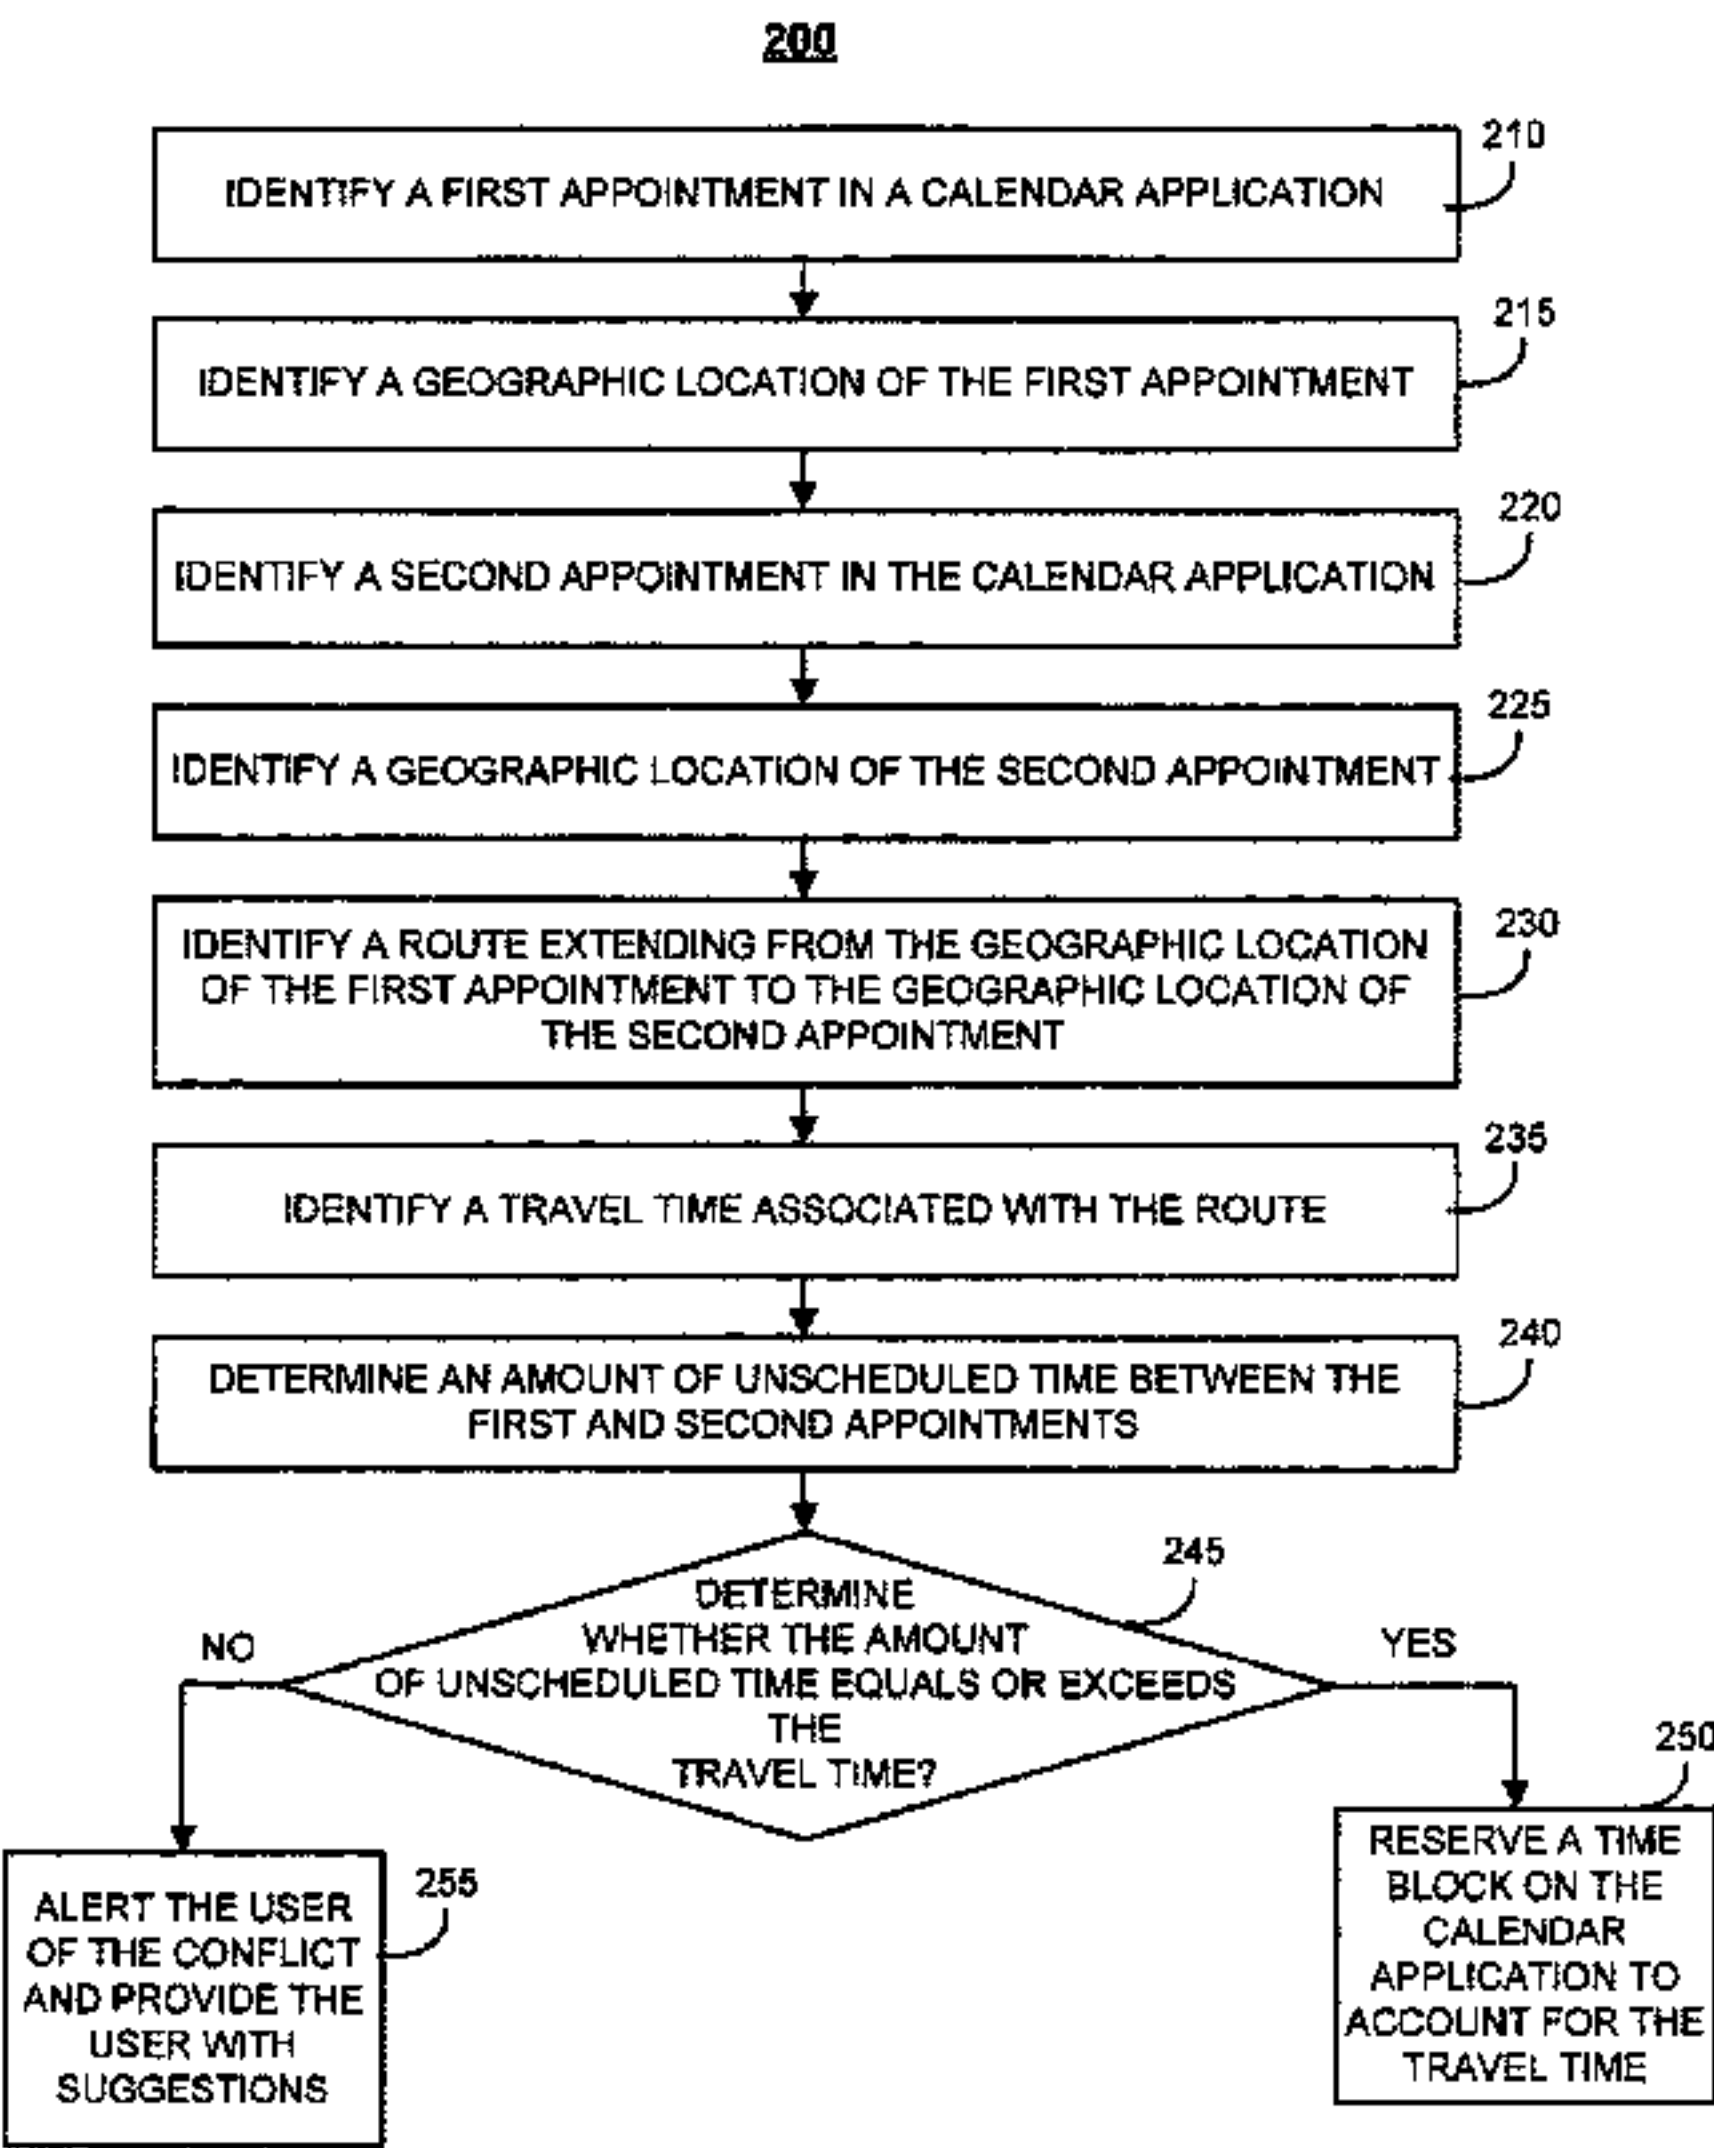 200
IDENTIFY A FIRST APPOINTMENT IN A CALENDAR APPLICATION
210
IDENTIFY A GEOGRAPHIC LOCATION OF THE FIRST APPOINTMENT
215
IDENTIFY A SECOND APPOINTMENT IN THE CALENDAR APPLICATION
220
IDENTIFY A GEOGRAPHIC LOCATION OF THE SECOND APPOINTMENT
225
IDENTIFY A ROUTE EXTENDING FROM THE GEOGRAPHIC LOCATION
OF THE FIRST APPOINTMENT TO THE GEOGRAPHIC LOCATION OF
THE SECOND APPOINTMENT
230
IDENTIFY A TRAVEL TIME ASSOCIATED WITH THE ROUTE
235
DETERMINE AN AMOUNT OF UNSCHEDULED TIME BETWEEN THE
FIRST AND SECOND APPOINTMENTS
240
DETERMINE
WHETHER THE AMOUNT
OF UNSCHEDULED TIME EQUALS OR EXCEEDS
THE
TRAVEL TIME?
245
NO
YES
ALERT THE USER
OF THE CONFLICT
AND PROVIDE THE
USER WITH
SUGGESTIONS
255
RESERVE A TIME
BLOCK ON THE
CALENDAR
APPLICATION TO
ACCOUNT FOR THE
TRAVEL TIME
250